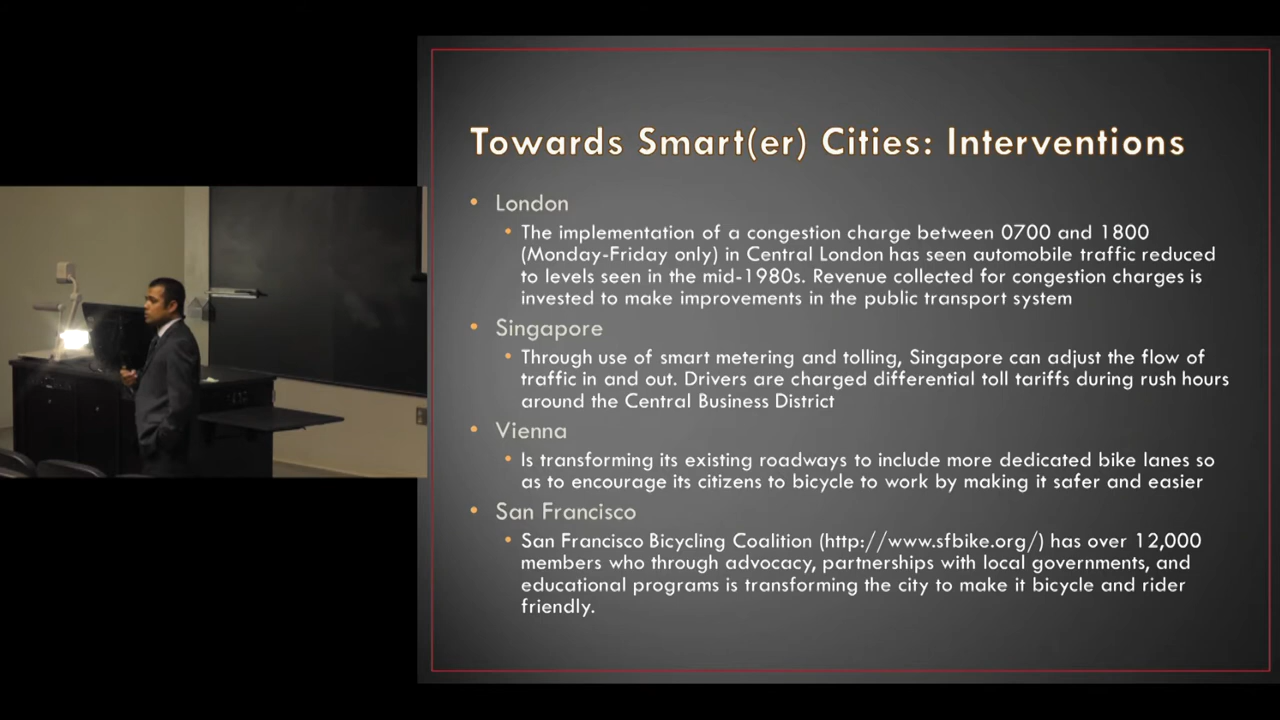 Towards Smart(er) Cities: Interventions
• London
• The implementation of a congestion charge between 0700 and 1800
(Monday-Friday only) in Central London has seen automobile traffic reduced
to levels seen in the mid-1980s. Revenue collected for congestion charges is
invested to make improvements in the public transport system
• Singapore
• Through use of smart metering and tolling, Singapore can adjust the flow of
traffic in and out. Drivers are charged differential toll tariffs during rush hours
around the Central Business District
• Vienna
• Is transforming its existing roadways to include more dedicated bike lanes so
as to encourage its citizens to bicycle to work by making it safer and easier
• San Francisco
• San Francisco Bicycling Coalition (http://www.sfbike.org/) has over 12,000
members who through advocacy, partnerships with local governments, and
educational programs is transforming the city to make it bicycle and rider
friendly.